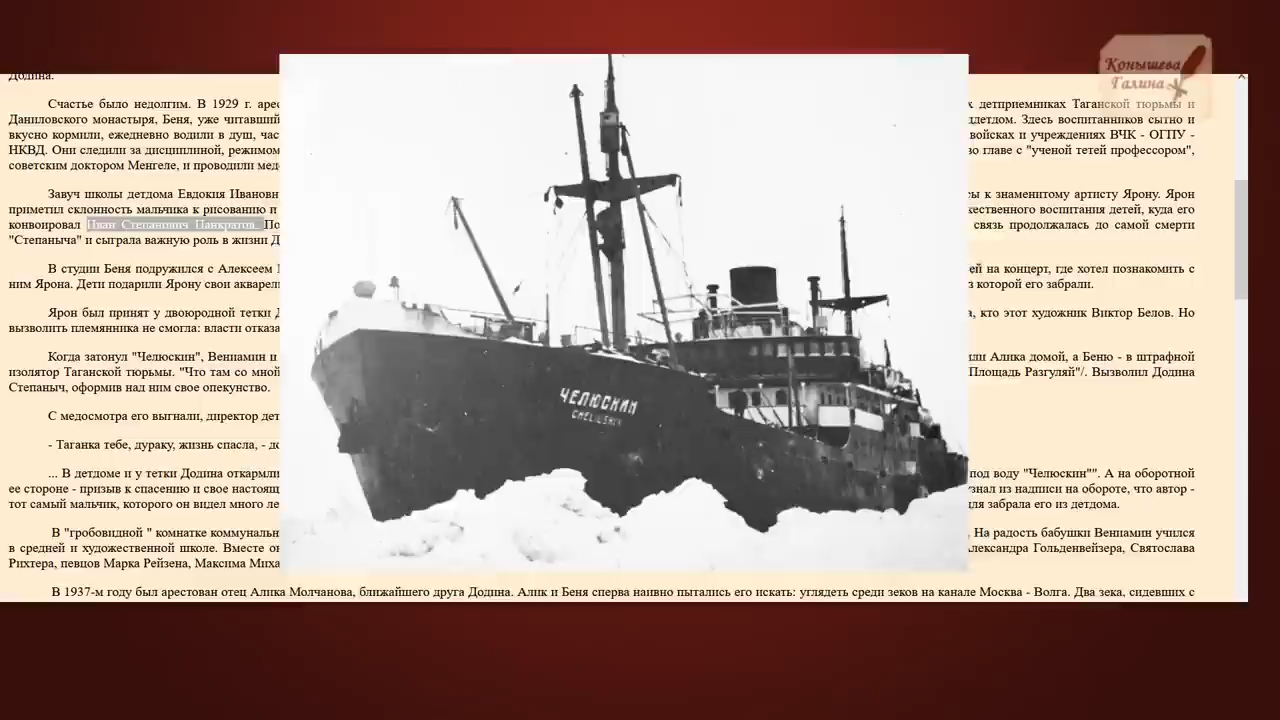 Конышева
Галина
Додина.
Счастье было недолгим. В 1929 г. арес
х детприемниках Таганской тюрьмы и
Даниловского монастыря, Беня, уже читавший
ддетдом. Здесь воспитанников сытно и
вкусно кормили, ежедневно водили в душ, час
войсках и учреждениях ВЧК - ОГПУ -
НКВД. Они следили за дисциплиной, режимом
во главе с "ученой тетей профессором",
советским доктором Менгеле, и проводили мед
Завуч школы детдома Евдокия Ивановн
сы к знаменитому артисту Ярону. Ярон
приметил склонность мальчика к рисованию и
жественного воспитания детей, куда его
конвоировал Иван Степанович Панкратов. По
связь продолжалась до самой смерти
"Степаныча" и сыграла важную роль в жизни Д
В студии Беня подружился с Алексеем
ей на концерт, где хотел познакомить с
ним Ярона. Дети подарили Ярону свои акварел
з которой его забрали.
Ярон был принят у двоюродной тетки Д
а, кто этот художник Виктор Белов. Но
вызволить племянника не смогла: власти отказа
Когда затонул "Челюскин", Вениамин и
ли Алика домой, а Беню - в штрафной
изолятор Таганской тюрьмы. "Что там со мной
"Площадь Разгуляй"/. Вызволил Додина
Степаныч, оформив над ним свое опекунство.
С медосмотра его выгнали, директор дет
- Таганка тебе, дураку, жизнь спасла, - до
... В детдоме и у тетки Додина откармли
под воду "Челюскин"". А на оборотной
ее стороне - призыв к спасению и свое настоящ
знал из надписи на обороте, что автор -
тот самый мальчик, которого он видел много ле
для забрала его из детдома.
В "гробовидной " комнатке коммунальн
На радость бабушки Вениамин учился
в средней и художественной школе. Вместе
лександра Гольденвейзера, Святослава
Рихтера, певцов Марка Рейзена, Максима Миха
В 1937-м году был арестован отец Алика Молчанова, ближайшего друга Додина. Алик и Беня сперва наивно пытались его искать: углядеть среди зеков на канале Москва - Волга. Два зека, сидевших с
ЧЕЛЮСКИН
CHELIUSKIN